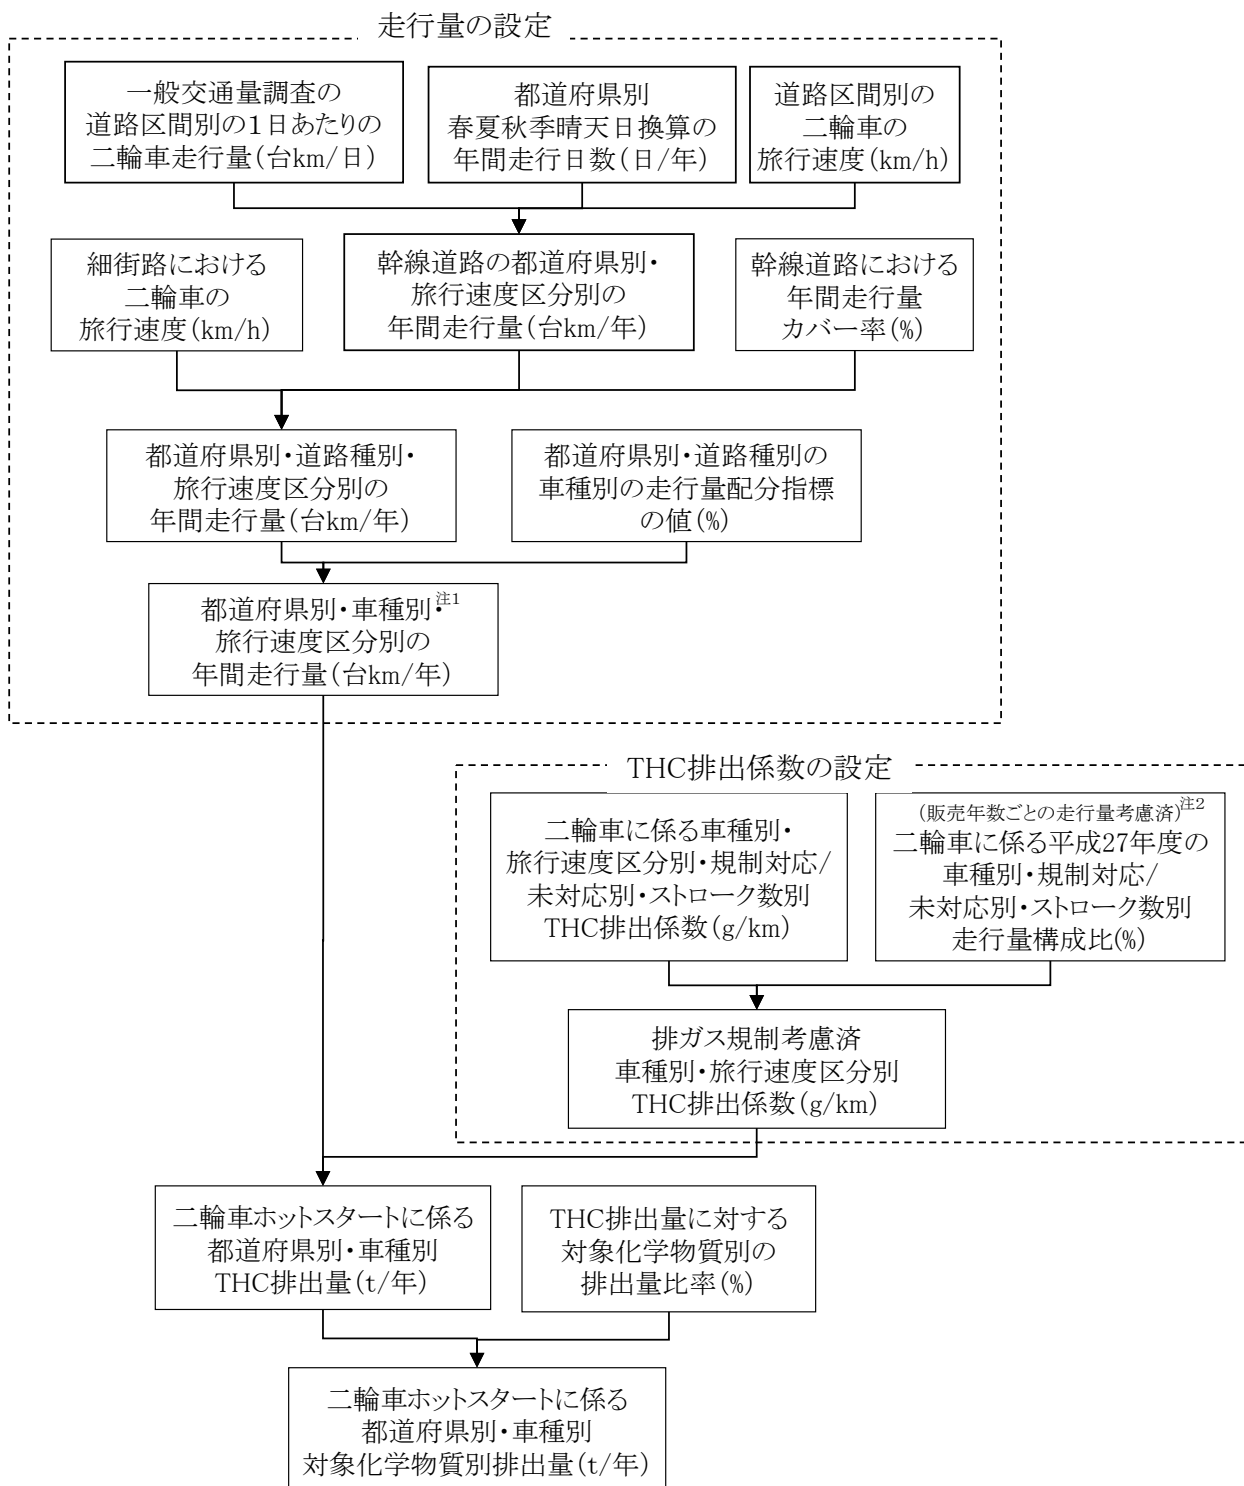 走行量の設定
一般交通量調査の
道路区間別の１日あたりの
二輪車走行量(台km/日)
都道府県別
春夏秋季晴天日換算の
年間走行日数(日/年)
道路区間別の
二輪車の
旅行速度(km/h)
細街路における
二輪車の
旅行速度(km/h)
幹線道路の都道府県別・
旅行速度区分別の
年間走行量(台km/年)
幹線道路における
年間走行量
カバー率(%)
都道府県別・道路種別・
旅行速度区分別の
年間走行量(台km/年)
都道府県別・道路種別の
車種別の走行量配分指標
の値(%)
都道府県別・車種別・注1
旅行速度区分別の
年間走行量(台km/年)
THC排出係数の設定
二輪車に係る車種別・
旅行速度区分別・規制対応/
未対応別・ストローク数別
THC排出係数(g/km)
(販売年数ごとの走行量考慮済)注2
二輪車に係る平成27年度の
車種別・規制対応/
未対応別・ストローク数別
走行量構成比(%)
排ガス規制考慮済
車種別・旅行速度区分別
THC排出係数(g/km)
二輪車ホットスタートに係る
都道府県別・車種別
THC排出量(t/年)
THC排出量に対する
対象化学物質別の
排出量比率(%)
二輪車ホットスタートに係る
都道府県別・車種別
対象化学物質別排出量(t/年)